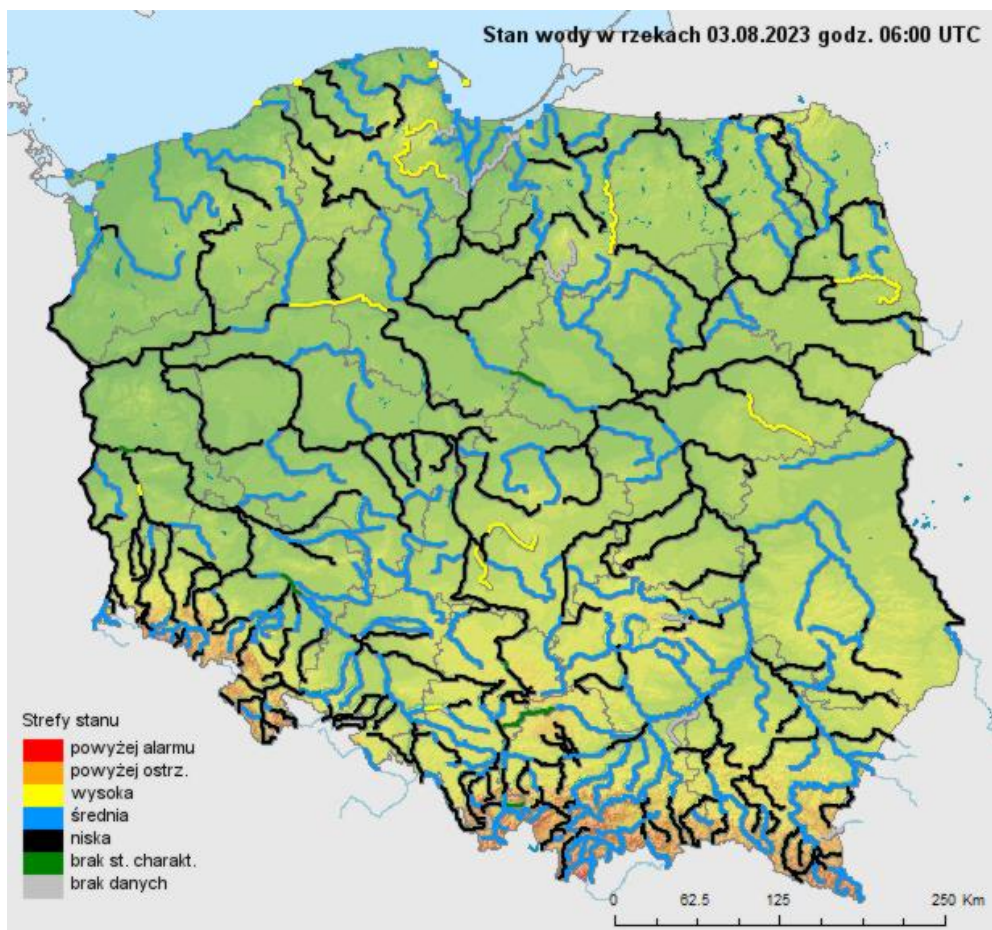 Stan wody w rzekach 03.08.2023 godz. 06:00 UTC
Strefy stanu
powyżej alarmu
powyżej ostrz.
wysoka
średnia
niska
brak st. charakt.
brak danych
0 62.5 125 250 Km